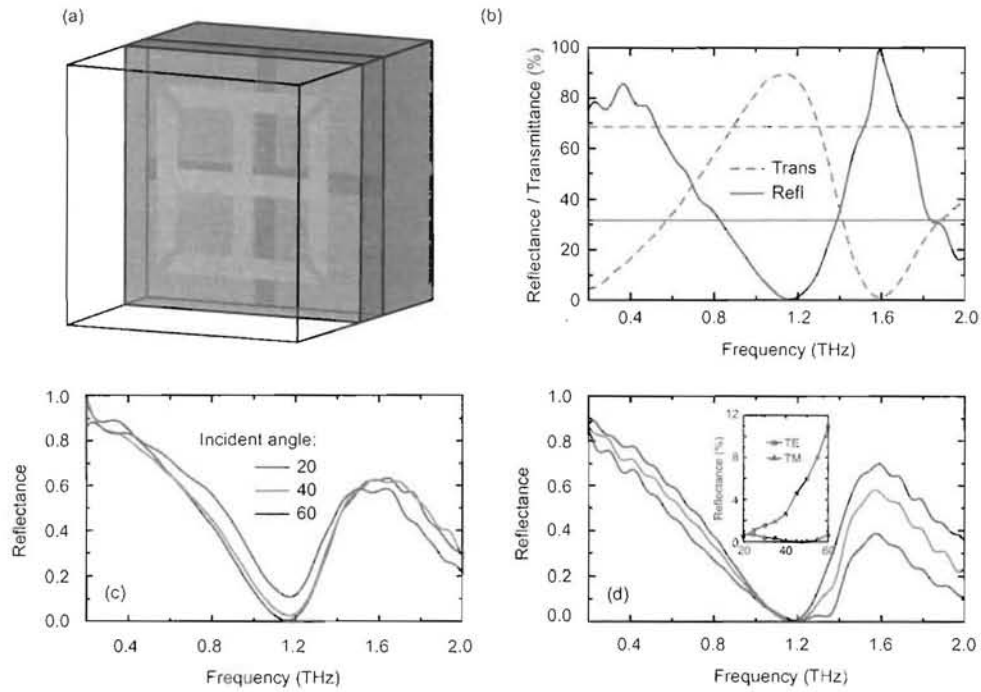 (a)
(b)
Reflectance / Transmittance (%)
100
80
60
40
20
0
Trans
Refl
0.4
0.8
1.2
1.6
2.0
Frequency (THz)
Reflectance
1.0
0.8
0.6
0.4
0.2
0.0
Incident angle:
20
40
60
(c)
0.4
0.8
1.2
1.6
2.0
Frequency (THz)
Reflectance
1.0
0.8
0.6
0.4
0.2
0.0
Reflectance (%)
12
8
4
0
TE
TM
20
40
60
(d)
0.4
0.8
1.2
1.6
2.0
Frequency (THz)